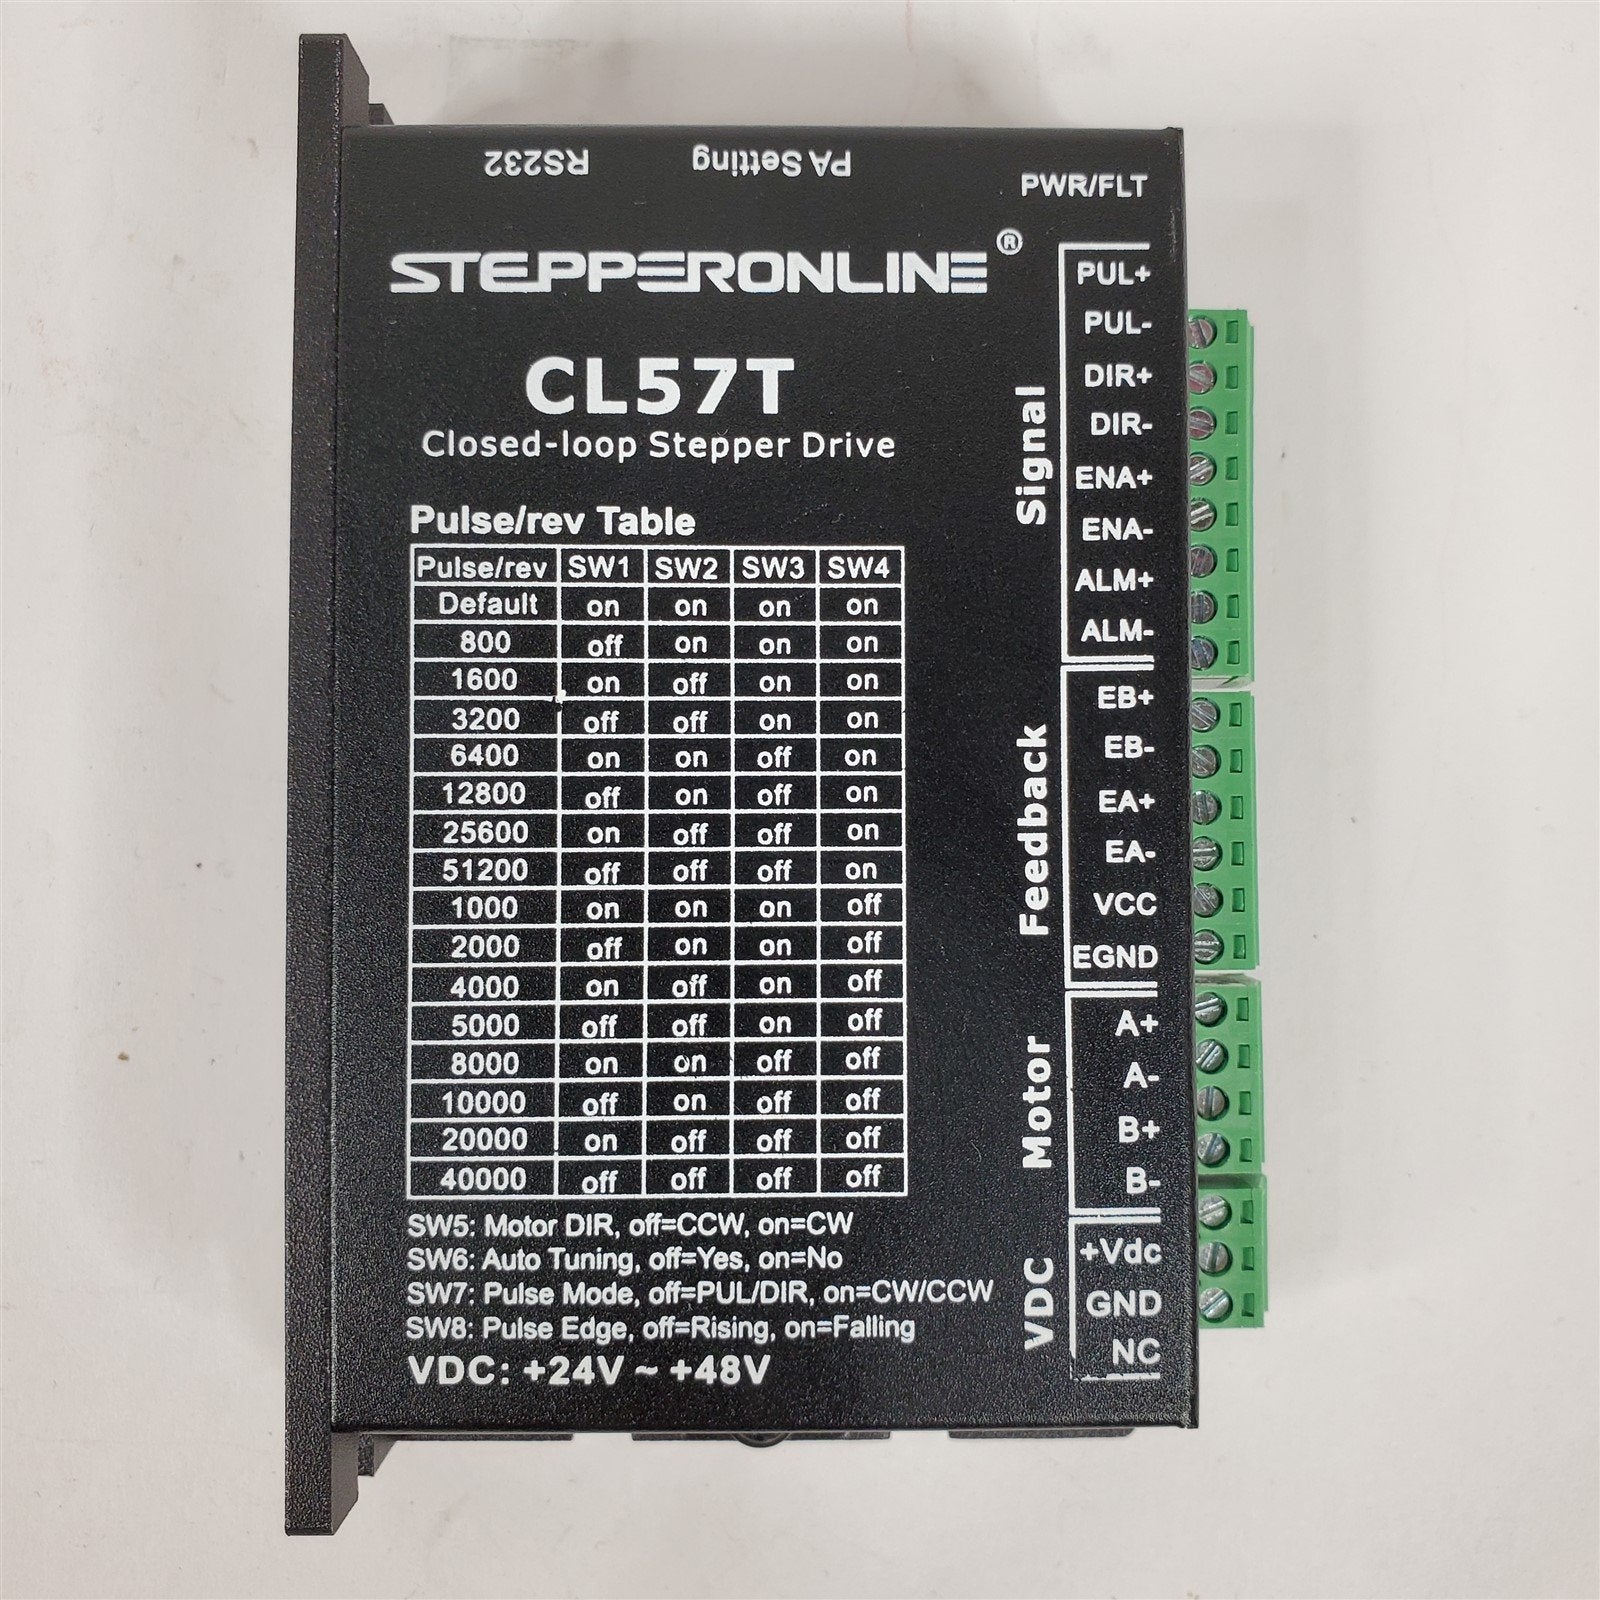 RS232 PA Setting PWR/FLT
STEPPERONLINE®
CL57T
Closed-loop Stepper Drive
Pulse/rev Table
Pulse/rev SW1 SW2 SW3 SW4
Default on on on on
800 off on on on
1600 on off on on
3200 off off on on
6400 on on off on
12800 off on off on
25600 on off off on
51200 off off off on
1000 on on on off
2000 off on on off
4000 on off on off
5000 off off on off
8000 on on off off
10000 off on off off
20000 on off off off
40000 off off off off
SW5: Motor DIR, off=CCW, on=CW
SW6: Auto Tuning, off=Yes, on=No
SW7: Pulse Mode, off=PUL/DIR, on=CW/CCW
SW8: Pulse Edge, off=Rising, on=Falling
VDC: +24V ~ +48V
Signal
PUL+
PUL-
DIR+
DIR-
ENA+
ENA-
ALM+
ALM-
Feedback
EB+
EB-
EA+
EA-
VCC
EGND
Motor
A+
A-
B+
B-
VDC
+Vdc
GND
NC